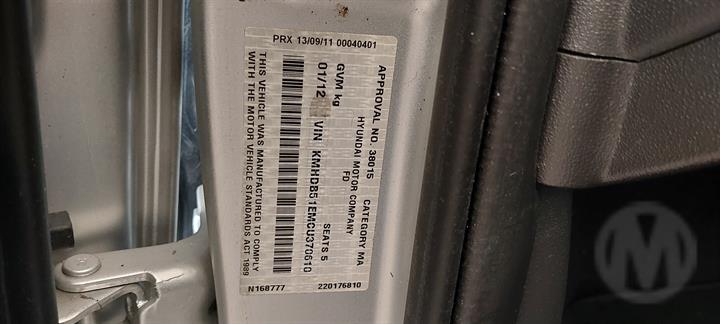 PRX 13/09/11 00040401
APPROVAL NO. 38015 CATEGORY MA
HYUNDAI MOTOR COMPANY
FD
GVM kg SEATS 5
01/12 VIN KMHDB51EMCU370610
THIS VEHICLE WAS MANUFACTURED TO COMPLY
WITH THE MOTOR VEHICLE STANDARDS ACT 1989
N168777 220176810
M